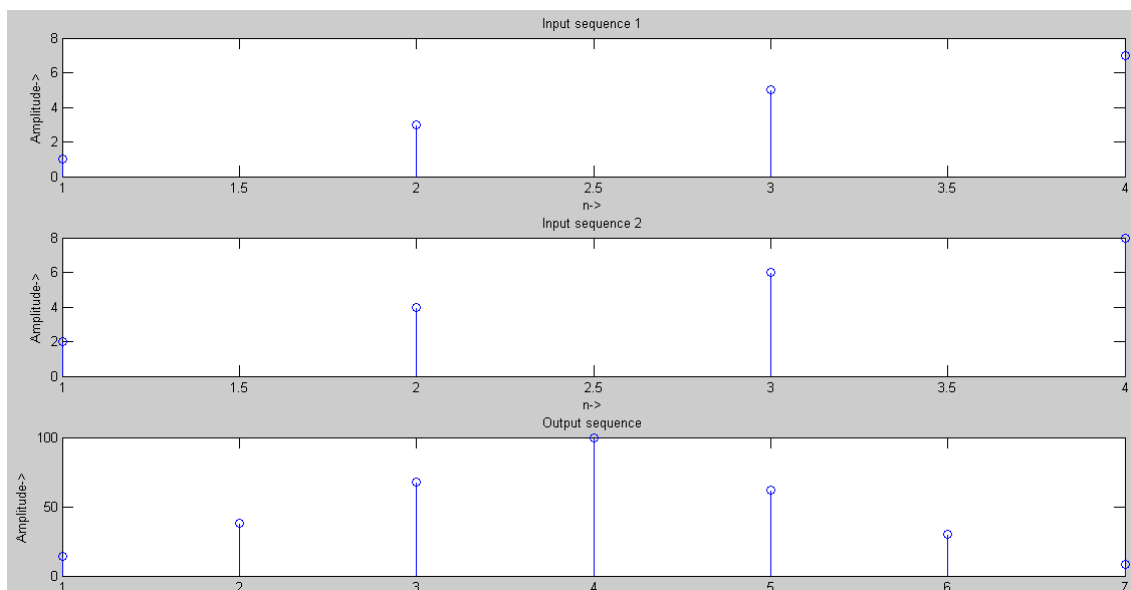 Input sequence 1
8
6
4
2
0
Amplitude->
1 1.5 2 2.5 3 3.5 4
n->
Input sequence 2
8
6
4
2
0
Amplitude->
1 1.5 2 2.5 3 3.5 4
n->
Output sequence
100
50
0
Amplitude->
1 2 3 4 5 6 7